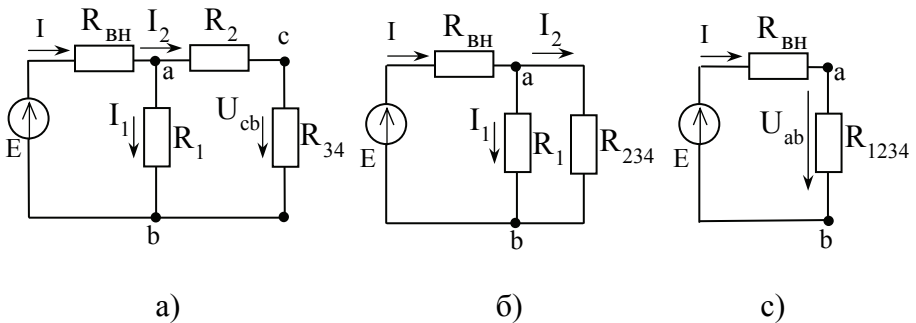 I R_вн I_2 R_2 c
a
I_1 R_1 U_cb R_34
E
b
а)
I R_вн I_2
a
I_1 R_1 R_234
E
b
б)
I R_вн
a
U_ab R_1234
E
b
с)